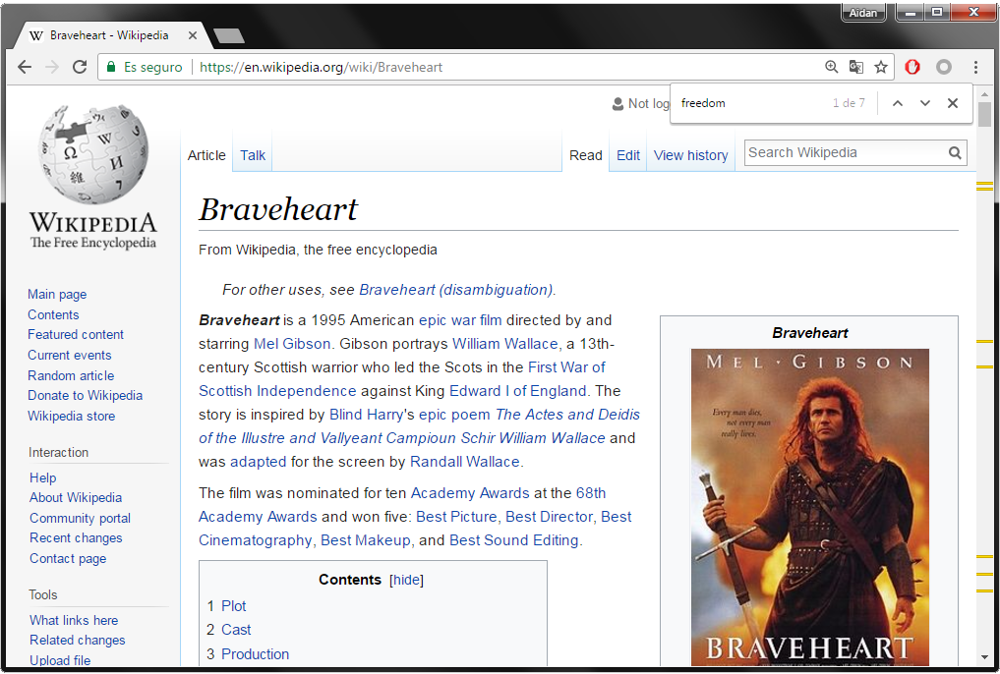 Aidan
W Braveheart - Wikipedia
Es seguro | https://en.wikipedia.org/wiki/Braveheart
freedom 1 de 7
Not log
Article Talk Read Edit View history Search Wikipedia
WIKIPEDIA
The Free Encyclopedia
Main page
Contents
Featured content
Current events
Random article
Donate to Wikipedia
Wikipedia store
Interaction
Help
About Wikipedia
Community portal
Recent changes
Contact page
Tools
What links here
Related changes
Upload file
Braveheart
From Wikipedia, the free encyclopedia
For other uses, see Braveheart (disambiguation).
Braveheart is a 1995 American epic war film directed by and
starring Mel Gibson. Gibson portrays William Wallace, a 13th-
century Scottish warrior who led the Scots in the First War of
Scottish Independence against King Edward I of England. The
story is inspired by Blind Harry's epic poem The Actes and Deidis
of the Illustre and Vallyeant Campioun Schir William Wallace and
was adapted for the screen by Randall Wallace.
The film was nominated for ten Academy Awards at the 68th
Academy Awards and won five: Best Picture, Best Director, Best
Cinematography, Best Makeup, and Best Sound Editing.
Contents [hide]
1 Plot
2 Cast
3 Production
Braveheart
MEL · GIBSON
Every man dies,
not every man
really lives.
BRAVEHEART